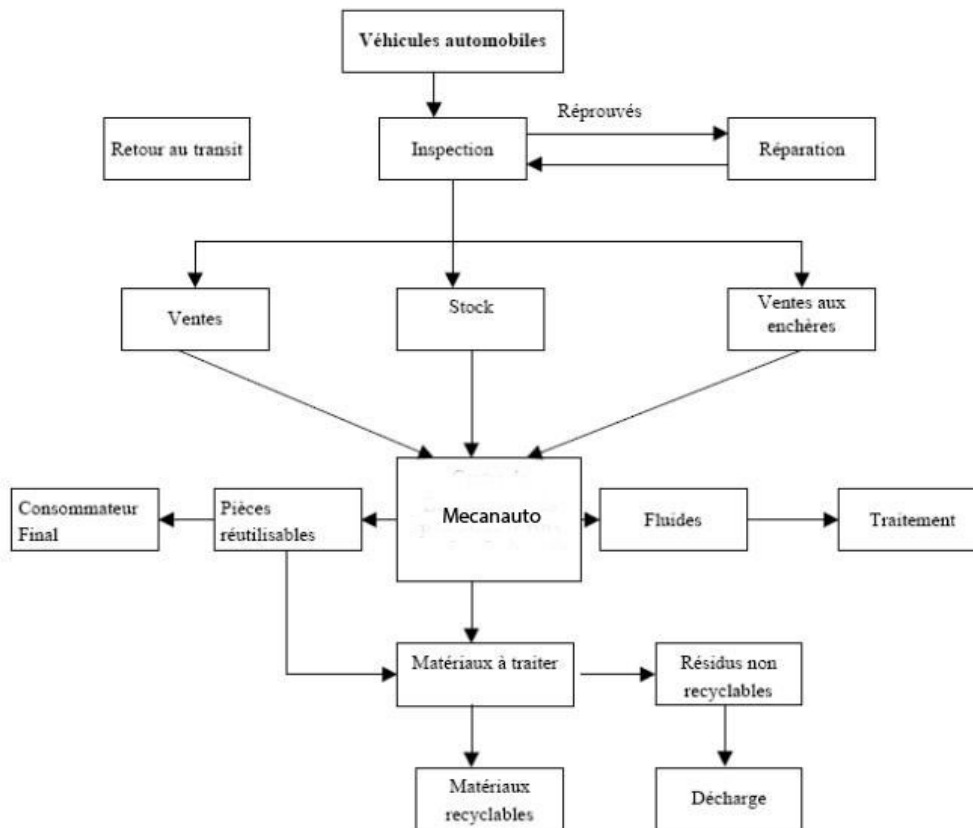 Véhicules automobiles
Réprouvés
Retour au transit
Inspection
Réparation
Ventes
Stock
Ventes aux
enchères
Consommateur
Final
Pièces
réutilisables
Mecanauto
Fluides
Traitement
Matériaux à traiter
Résidus non
recyclables
Matériaux
recyclables
Décharge